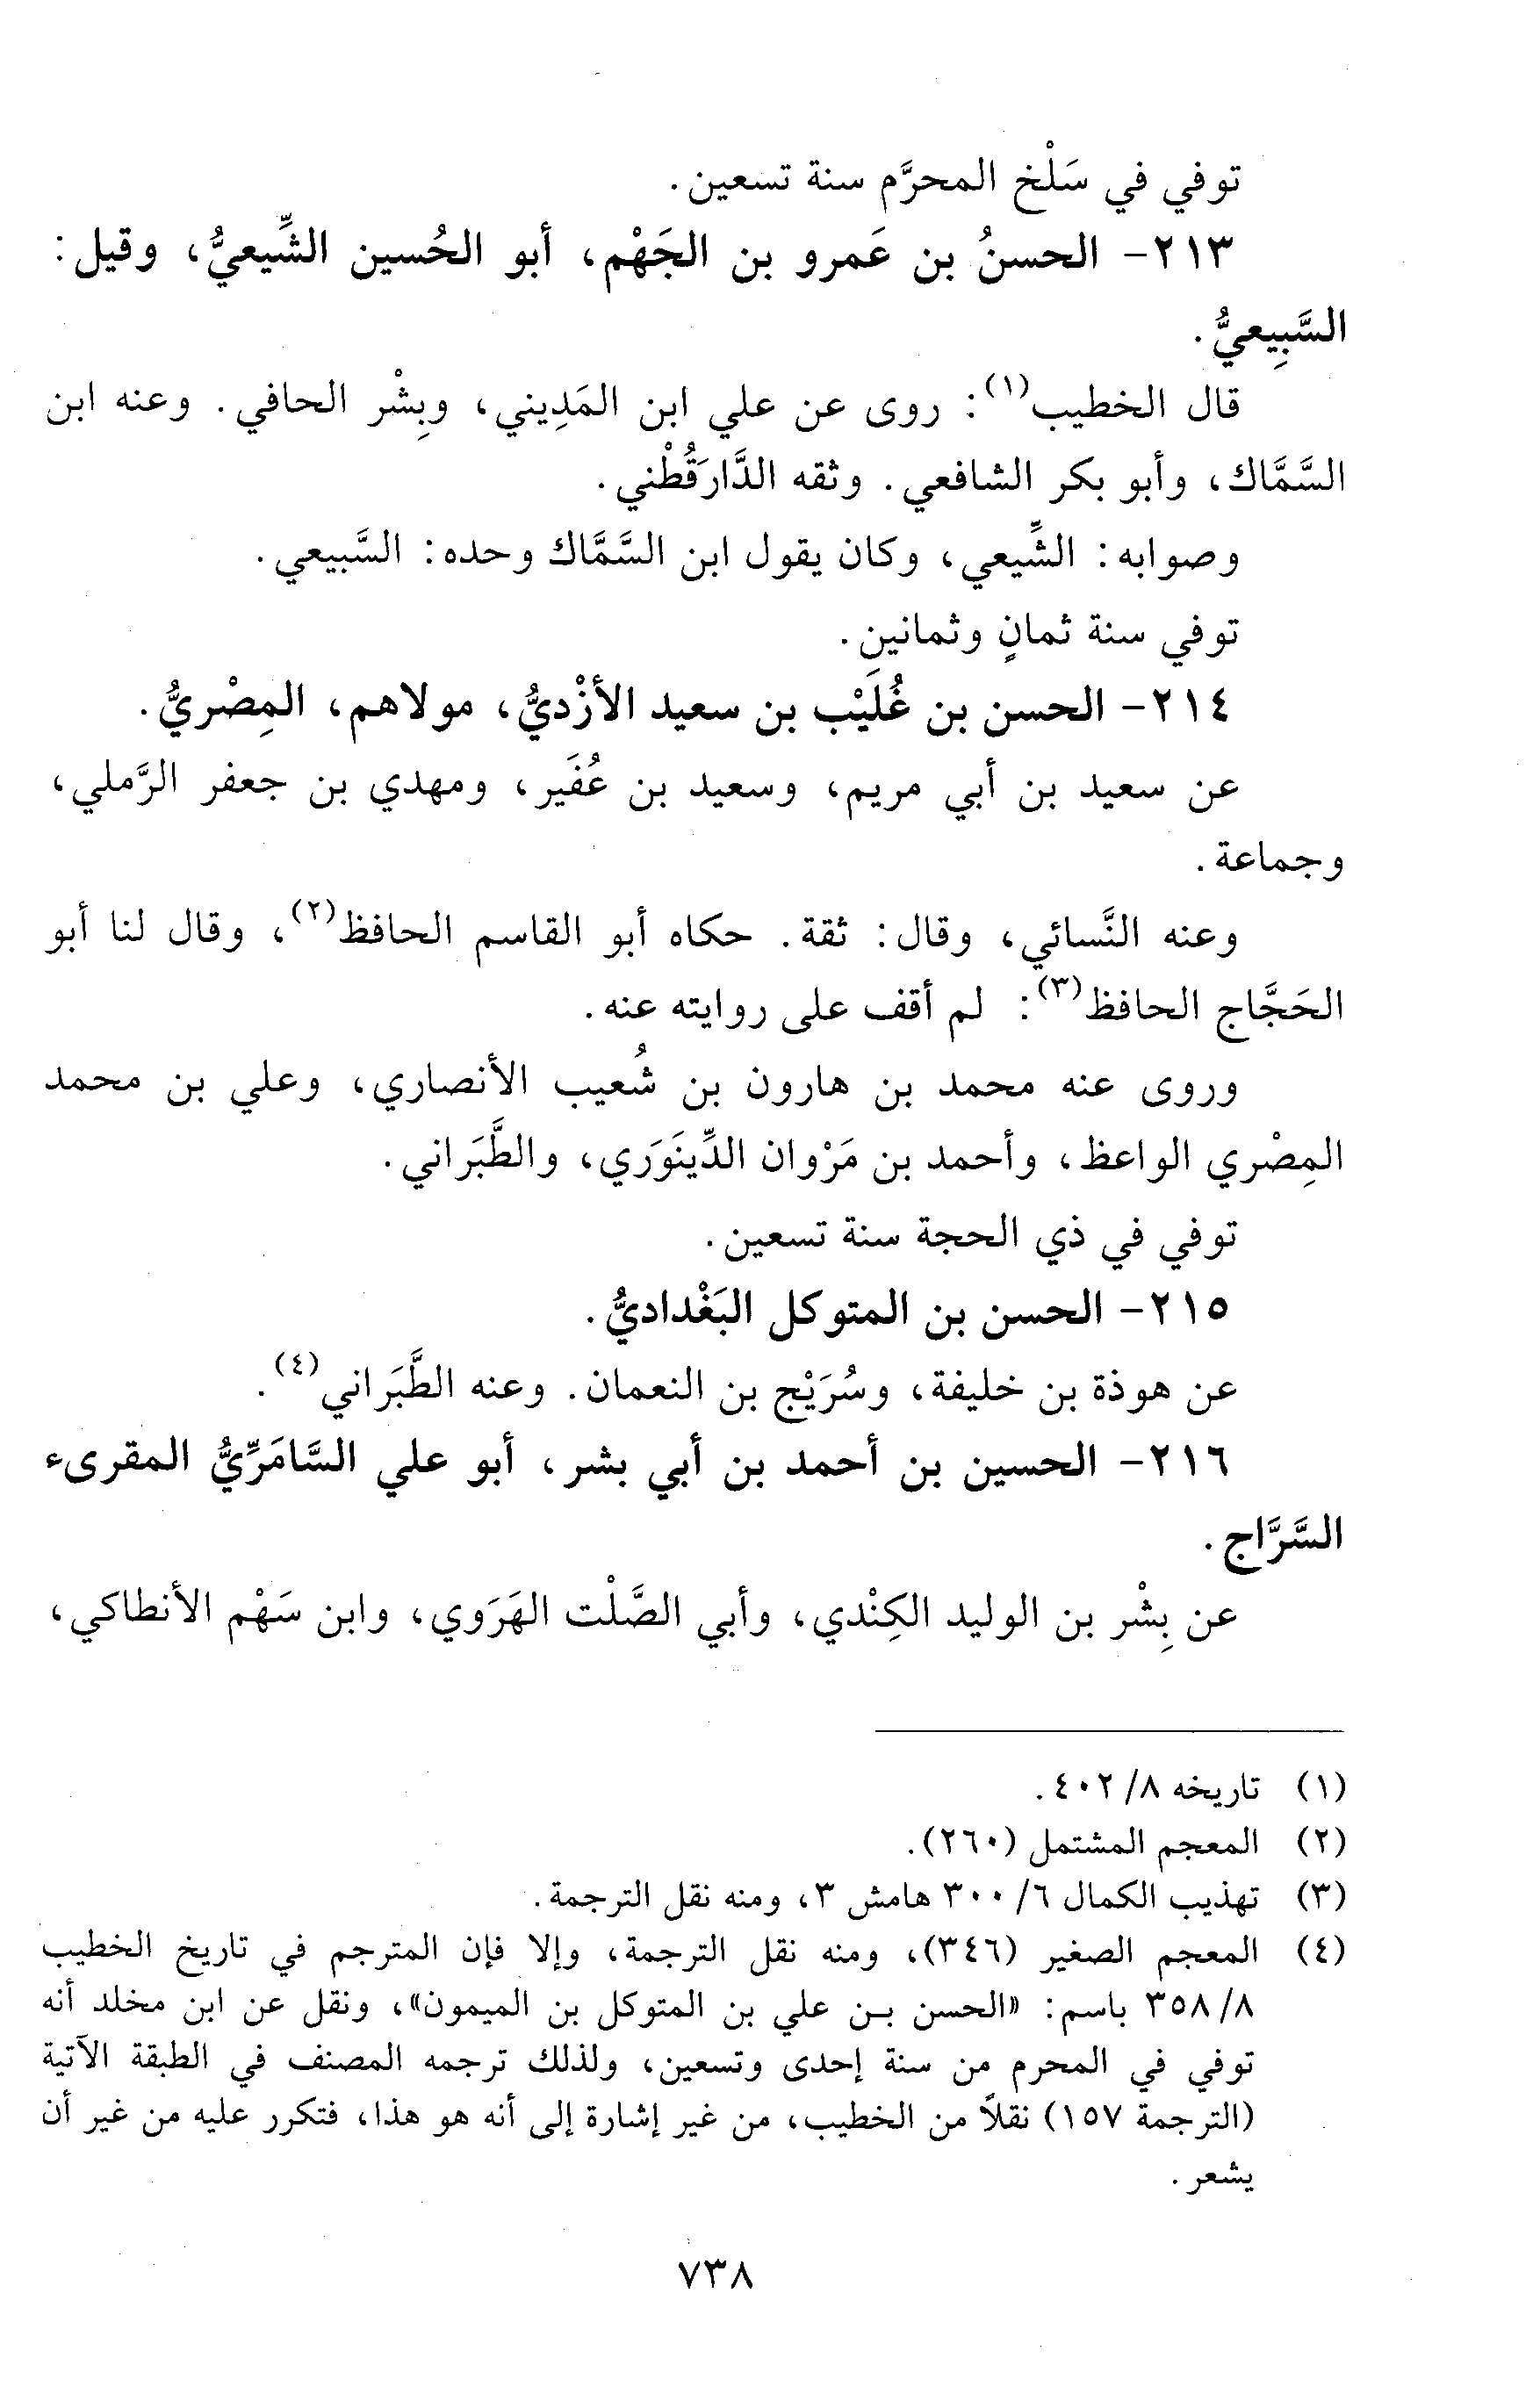 توفي في سَلْخ المحرَّم سنة تسعين.
٢١٣- الحسنُ بن عَمرو بن الجَهْم، أبو الحُسين الشِّيعيُّ، وقيل:
السَّبِيعيُّ.
قال الخطيب(١): روى عن علي ابن المَدِيني، وبِشْر الحافي. وعنه ابن
السَّمَّاك، وأبو بكر الشافعي. وثقه الدَّارَقُطْني.
وصوابه: الشِّيعي، وكان يقول ابن السَّمَّاك وحده: السَّبيعي.
توفي سنة ثمانٍ وثمانين.
٢١٤- الحسن بن غُلَيْب بن سعيد الأزْديُّ، مولاهم، المِصْريُّ.
عن سعيد بن أبي مريم، وسعيد بن عُفَير، ومهدي بن جعفر الرَّملي،
وجماعة.
وعنه النَّسائي، وقال: ثقة. حكاه أبو القاسم الحافظ(٢)، وقال لنا أبو
الحَجَّاج الحافظ(٣): لم أقف على روايته عنه.
وروى عنه محمد بن هارون بن شُعيب الأنصاري، وعلي بن محمد
المِصْري الواعظ، وأحمد بن مَرْوان الدِّينَوَري، والطَّبَراني.
توفي في ذي الحجة سنة تسعين.
٢١٥- الحسن بن المتوكل البَغْداديُّ.
عن هوذة بن خليفة، وسُرَيْج بن النعمان. وعنه الطَّبَراني(٤).
٢١٦- الحسين بن أحمد بن أبي بشر، أبو علي السَّامَرِّيُّ المقرىء
السَّرَّاج.
عن بِشْر بن الوليد الكِنْدي، وأبي الصَّلْت الهَرَوي، وابن سَهْم الأنطاكي،
(١) تاريخه ٨/ ٤٠٢.
(٢) المعجم المشتمل (٢٦٠).
(٣) تهذيب الكمال ٦/ ٣٠٠ هامش ٣، ومنه نقل الترجمة.
(٤) المعجم الصغير (٣٤٦)، ومنه نقل الترجمة، وإلا فإن المترجم في تاريخ الخطيب
٨/ ٣٥٨ باسم: «الحسن بن علي بن المتوكل بن الميمون»، ونقل عن ابن مخلد أنه
توفي في المحرم من سنة إحدى وتسعين، ولذلك ترجمه المصنف في الطبقة الآتية
(الترجمة ١٥٧) نقلاً من الخطيب، من غير إشارة إلى أنه هو هذا، فتكرر عليه من غير أن
يشعر.
٧٣٨